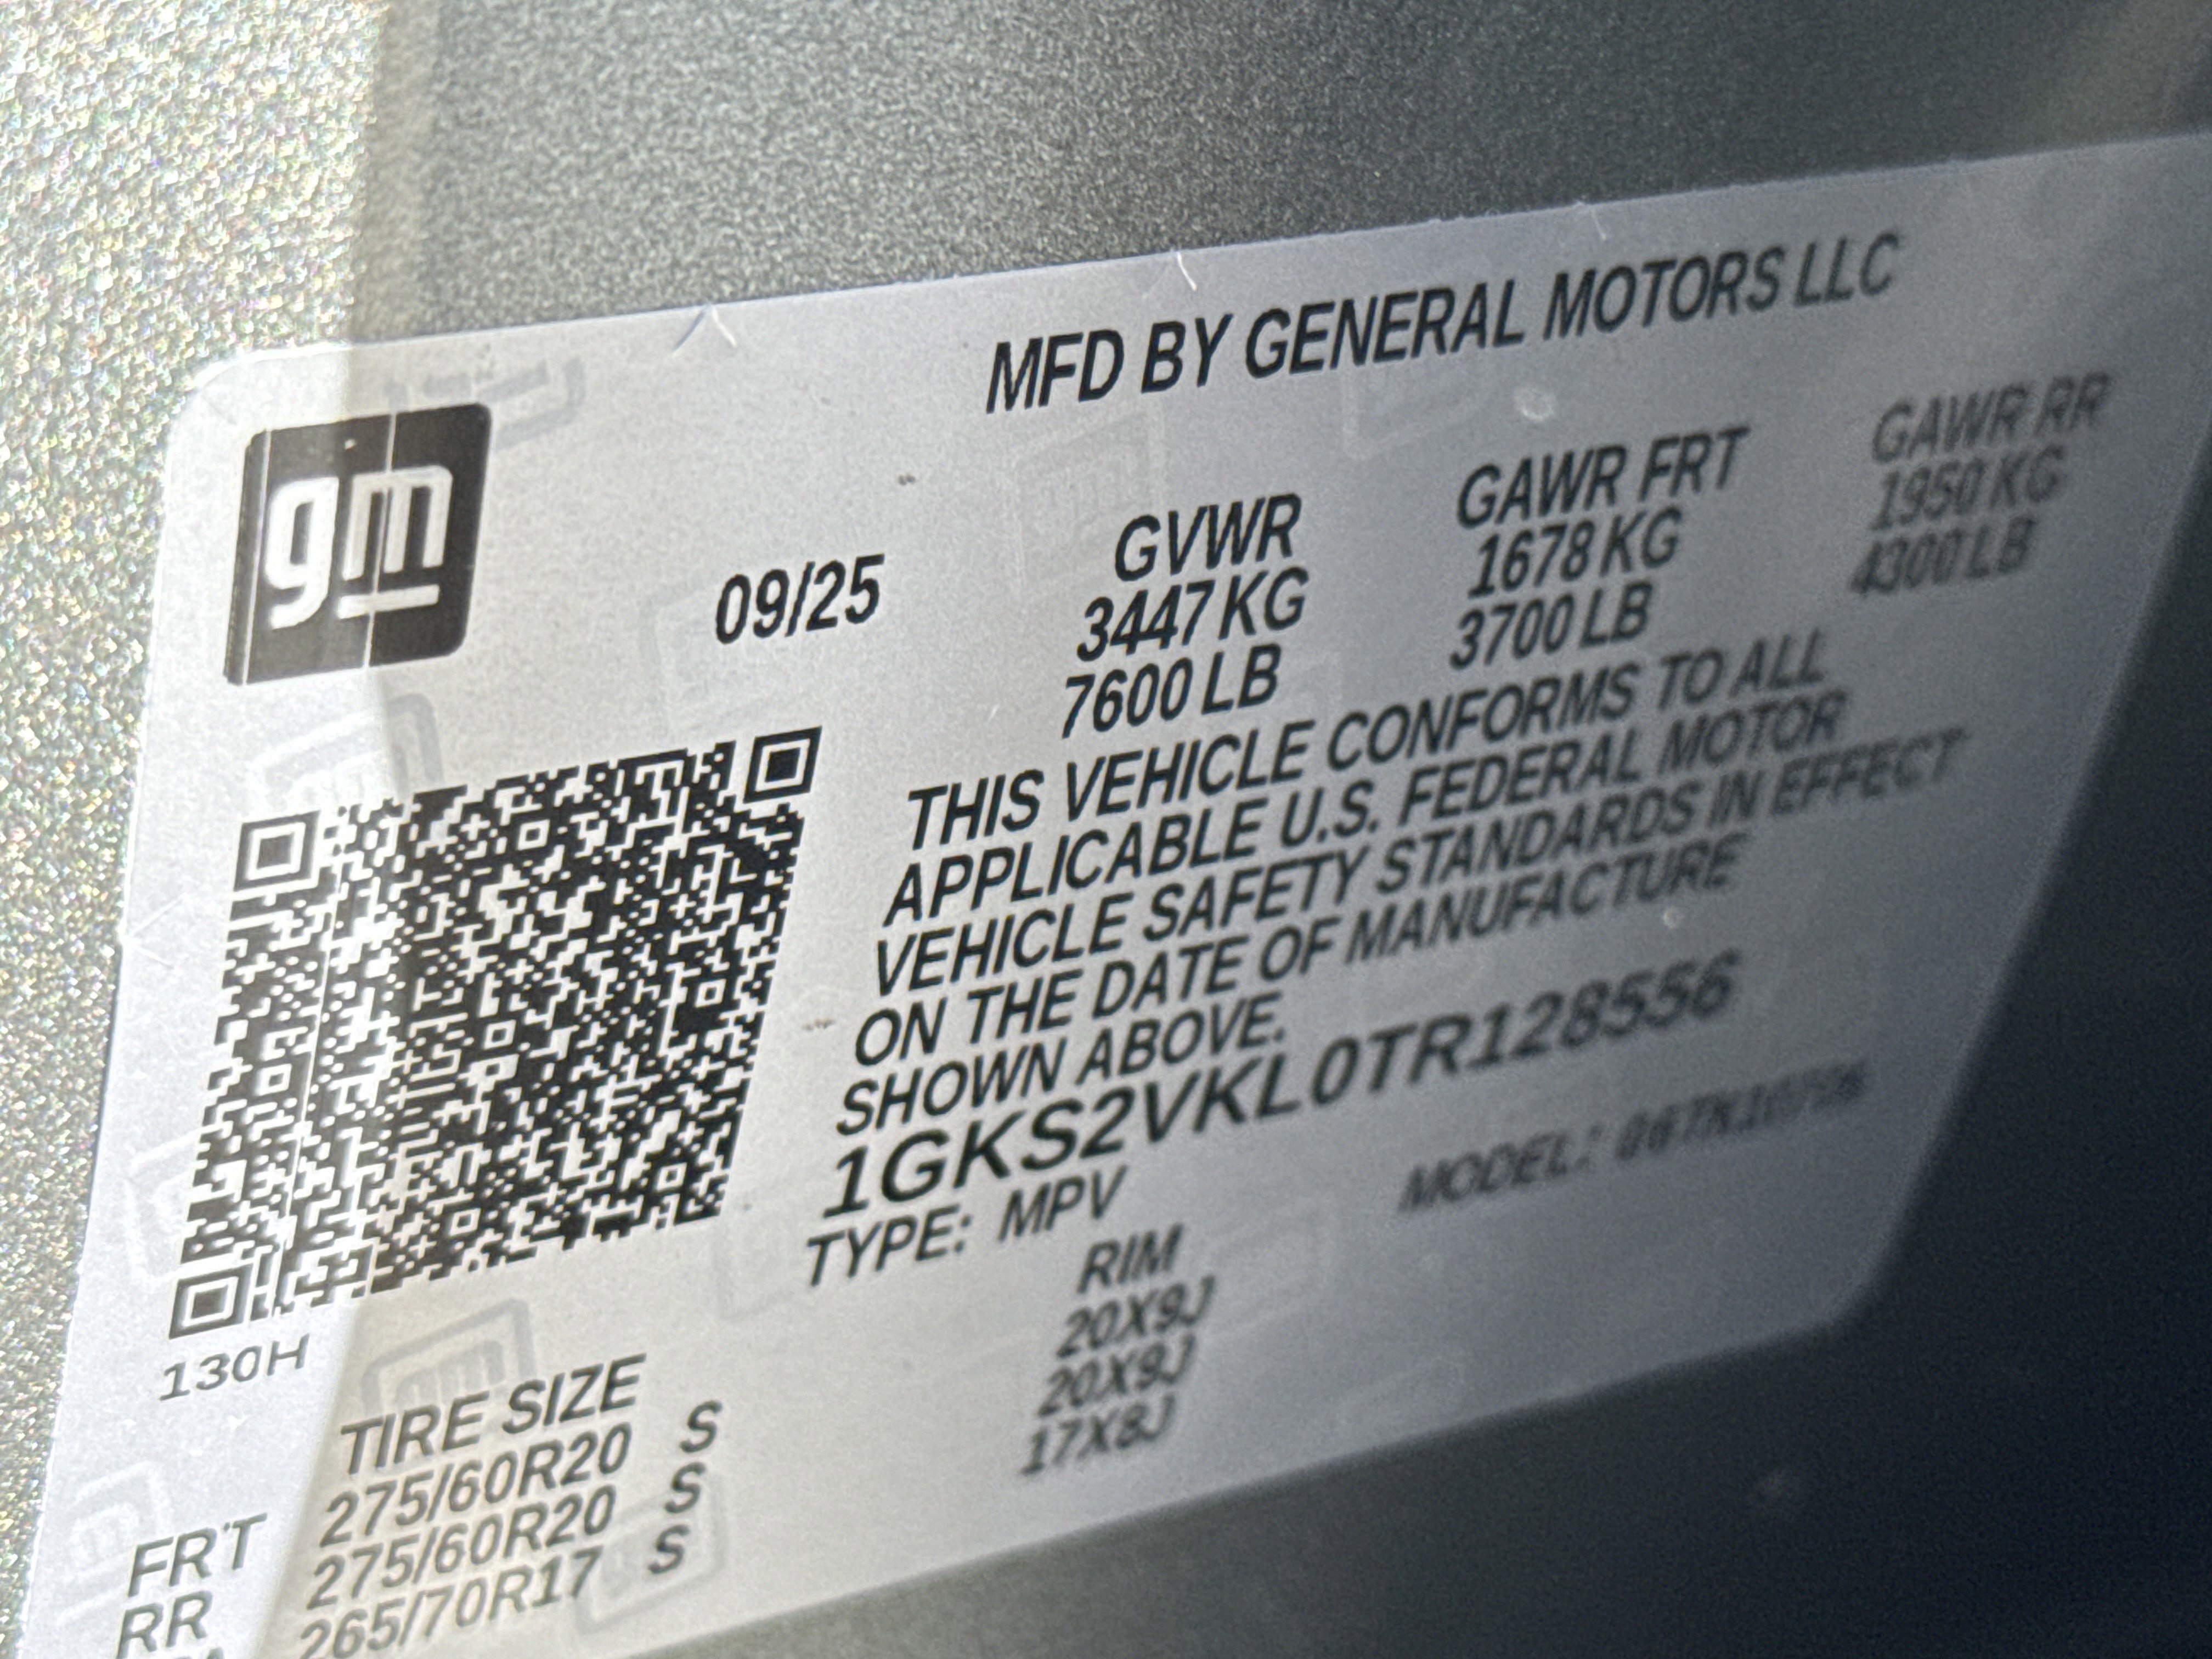 MFD BY GENERAL MOTORS LLC
gm
09/25
GVWR GAWR FRT GAWR RR
3447 KG 1678 KG 1950 KG
7600 LB 3700 LB 4300 LB
THIS VEHICLE CONFORMS TO ALL
APPLICABLE U.S. FEDERAL MOTOR
VEHICLE SAFETY STANDARDS IN EFFECT
ON THE DATE OF MANUFACTURE
SHOWN ABOVE.
1GKS2VKL0TR128556
TYPE: MPV MODEL:
130H
TIRE SIZE RIM
FRT 275/60R20 S 20X9J
RR 275/60R20 S 20X9J
265/70R17 S 17X8J